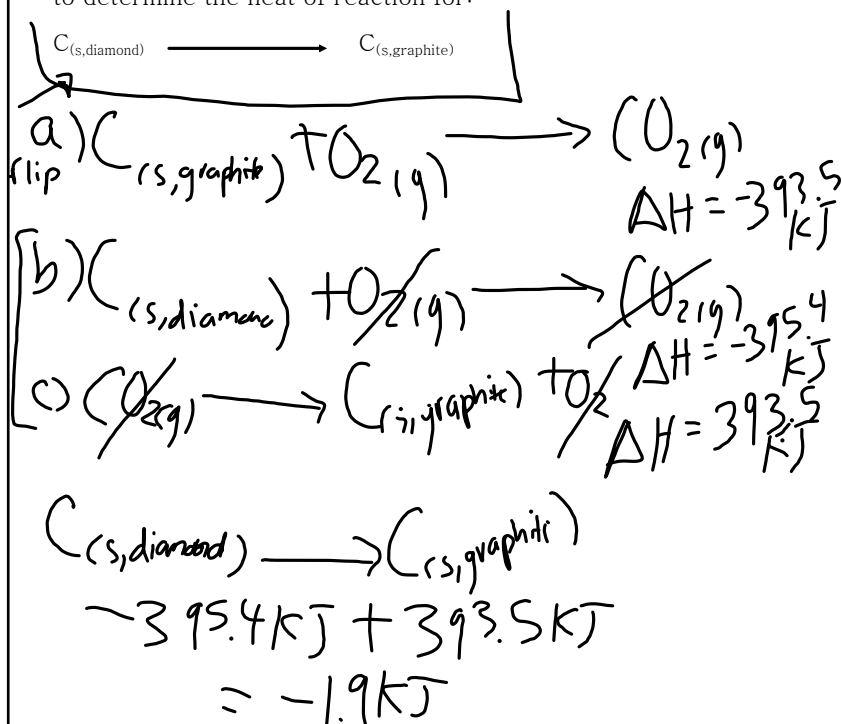 to determine the heat of reaction for:
C(s,diamond) ⟶ C(s,graphite)
a) C(s,graphite) + O2(g) ⟶ CO2(g)
flip
ΔH = -393.5 kJ
b) C(s,diamond) + O2(g) ⟶ CO2(g)
ΔH = -395.4 kJ
c) CO2(g) ⟶ C(s,graphite) + O2
ΔH = 393.5 kJ
C(s,diamond) ⟶ C(s,graphite)
-395.4 kJ + 393.5 kJ
= -1.9 kJ